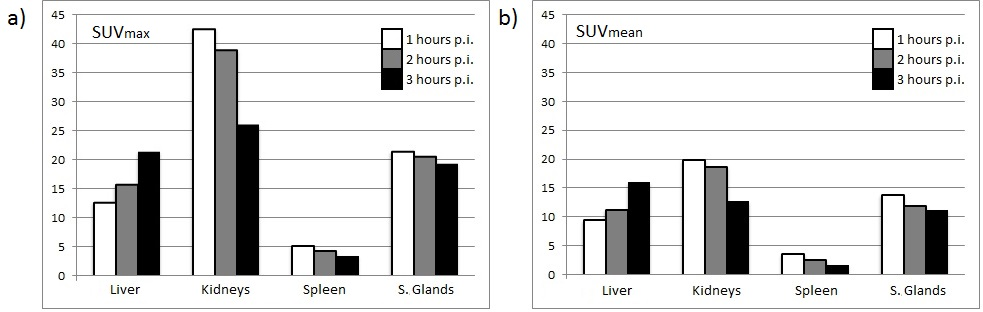 a)
SUVmax
1 hours p.i.
2 hours p.i.
3 hours p.i.
45
40
35
30
25
20
15
10
5
0
Liver Kidneys Spleen S. Glands
b)
SUVmean
1 hours p.i.
2 hours p.i.
3 hours p.i.
45
40
35
30
25
20
15
10
5
0
Liver Kidneys Spleen S. Glands